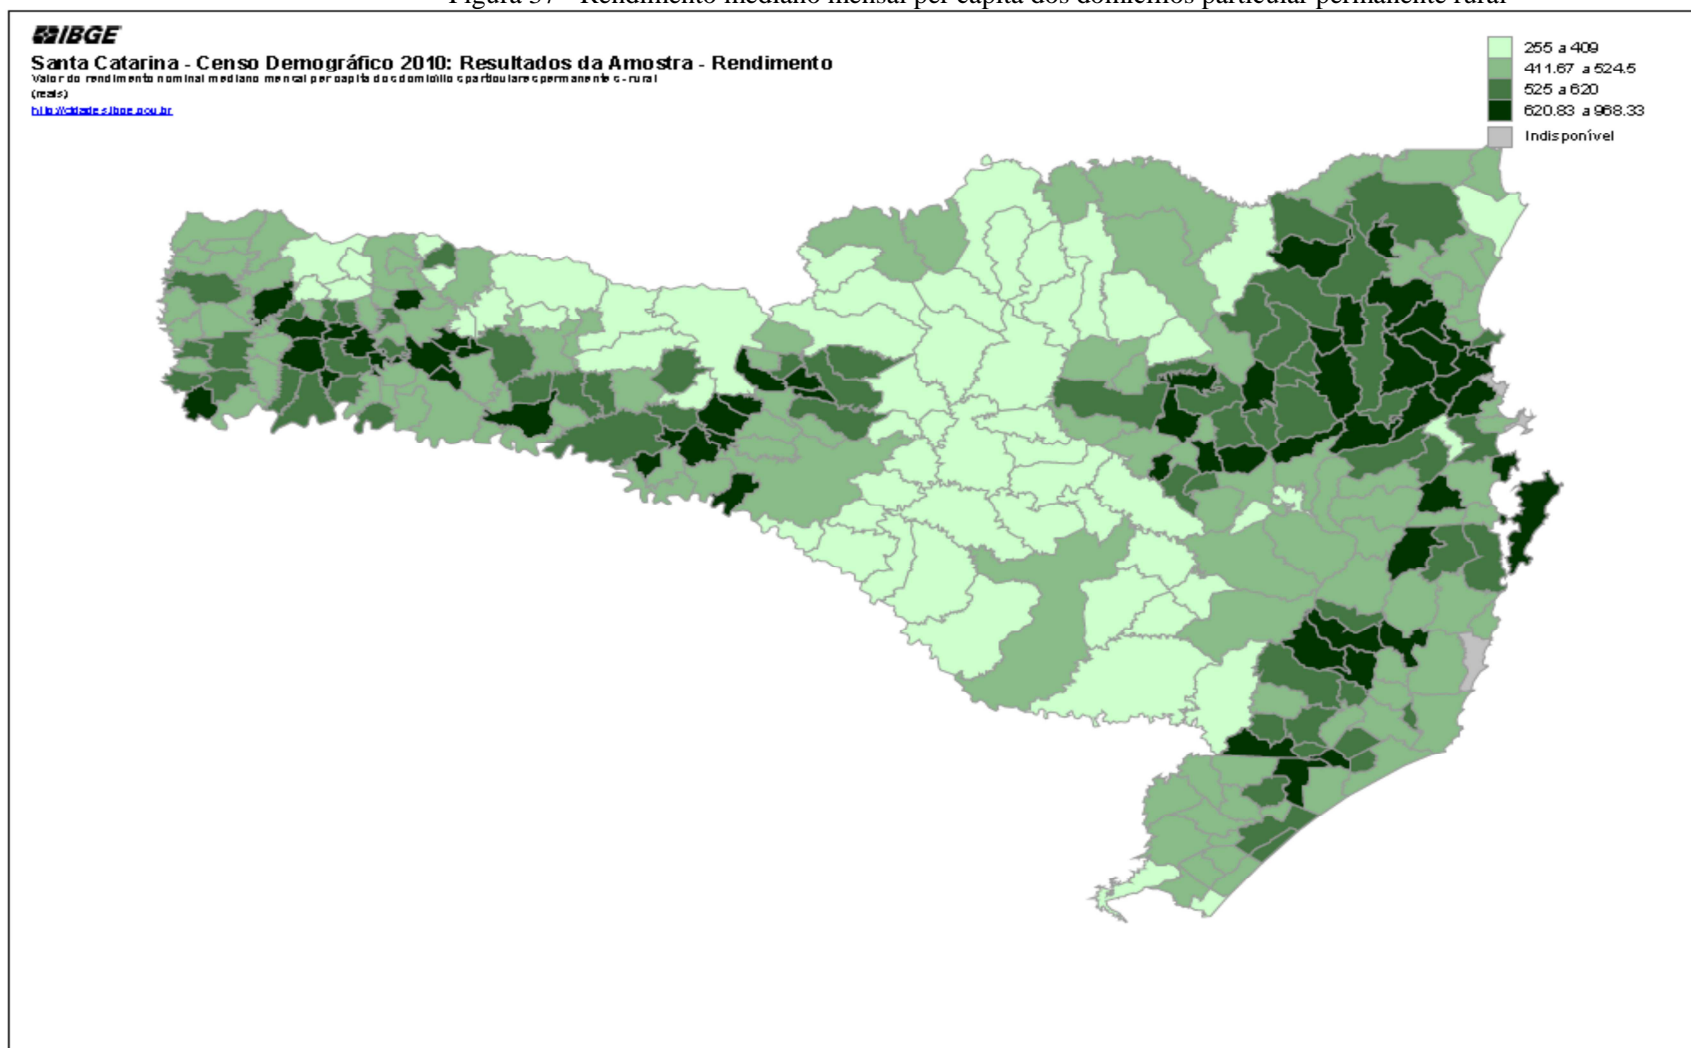 Figura 37 – Rendimento mediano mensal per capita dos domicílios particular permanente rural
IBGE
Santa Catarina - Censo Demográfico 2010: Resultados da Amostra - Rendimento
Valor do rendimento nominal mediano mensal per capita dos domicílios particulares permanentes - rural
(reais)
http://cidades.ibge.gov.br
255 a 409
411.67 a 524.5
525 a 620
620.83 a 968.33
Indisponível